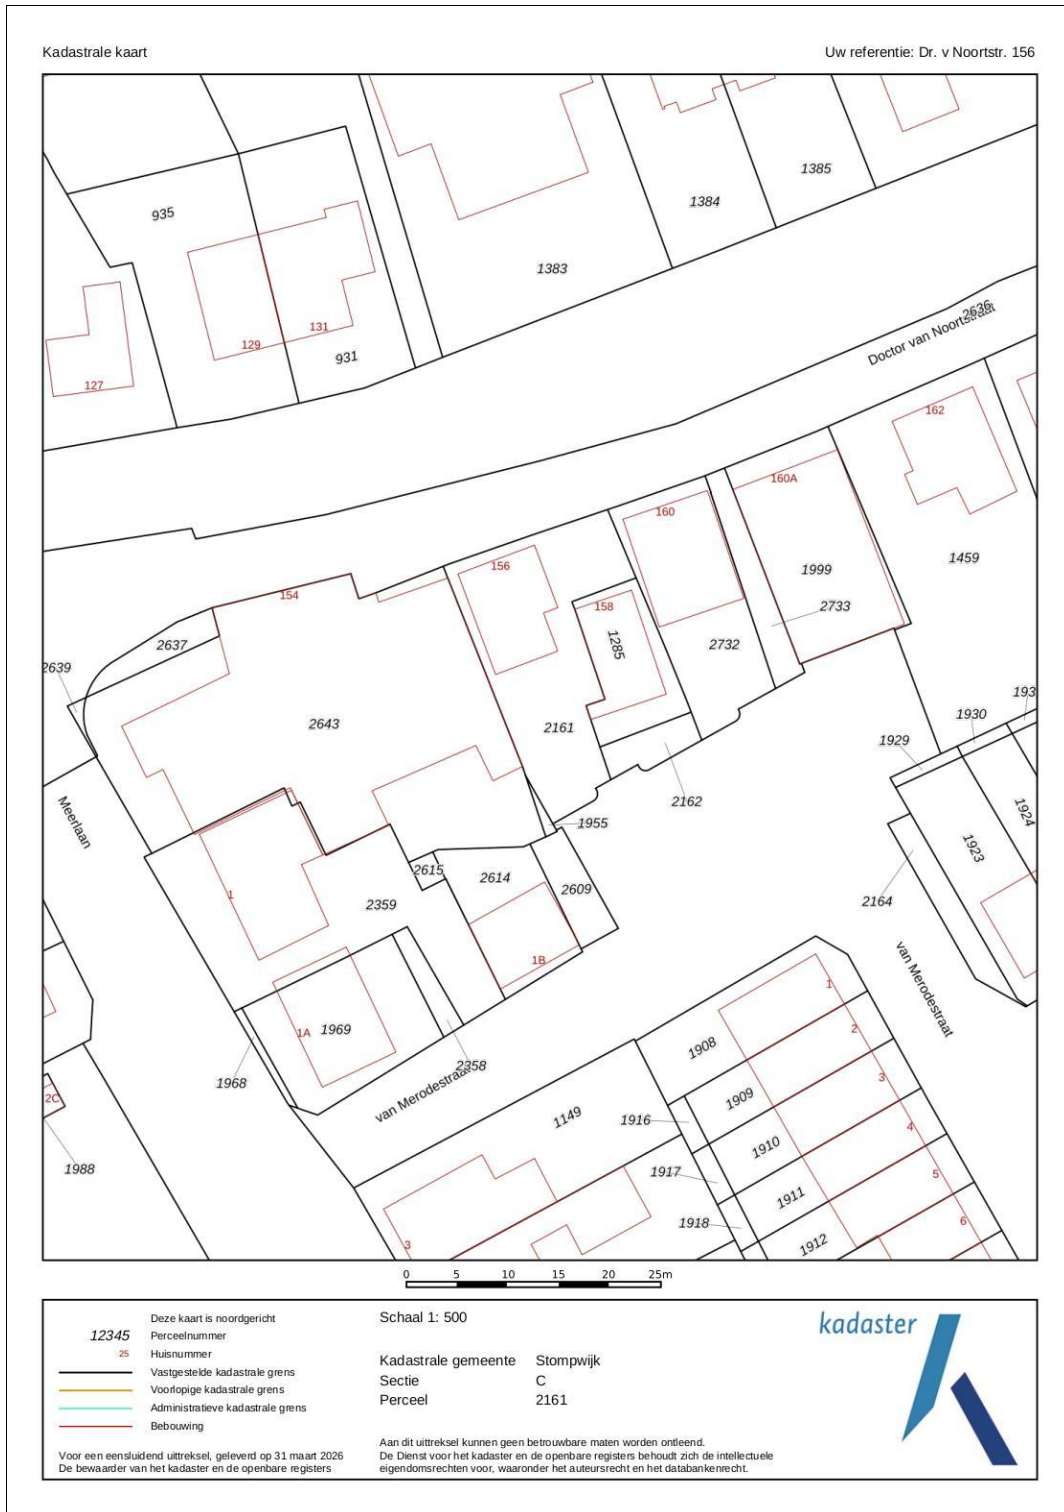 Kadastrale kaart
Uw referentie: Dr. v Noortstr. 156
1385
1384
935
1383
131
129
931
127
2636
Doctor van Noortstraat
162
160A
160
1459
156
1999
154
158
2733
1285
2637
2732
2639
2643
2161
193
1930
1929
2162
Meerlaan
1955
1924
1923
2615
2614
2609
1
2359
2164
1B
van Merodestraat
1
1A
1969
2
1908
2358
1968
3
2C
van Merodestraat
1909
1149
1916
4
1910
1988
1917
5
1911
1918
6
3
1912
0 5 10 15 20 25m
Deze kaart is noordgericht
12345 Perceelnummer
25 Huisnummer
Vastgestelde kadastrale grens
Voorlopige kadastrale grens
Administratieve kadastrale grens
Bebouwing
Voor een eensluidend uittreksel, geleverd op 31 maart 2026
De bewaarder van het kadaster en de openbare registers
Schaal 1: 500
Kadastrale gemeente Stompwijk
Sectie C
Perceel 2161
Aan dit uittreksel kunnen geen betrouwbare maten worden ontleend.
De Dienst voor het kadaster en de openbare registers behoudt zich de intellectuele
eigendomsrechten voor, waaronder het auteursrecht en het databankenrecht.
kadaster